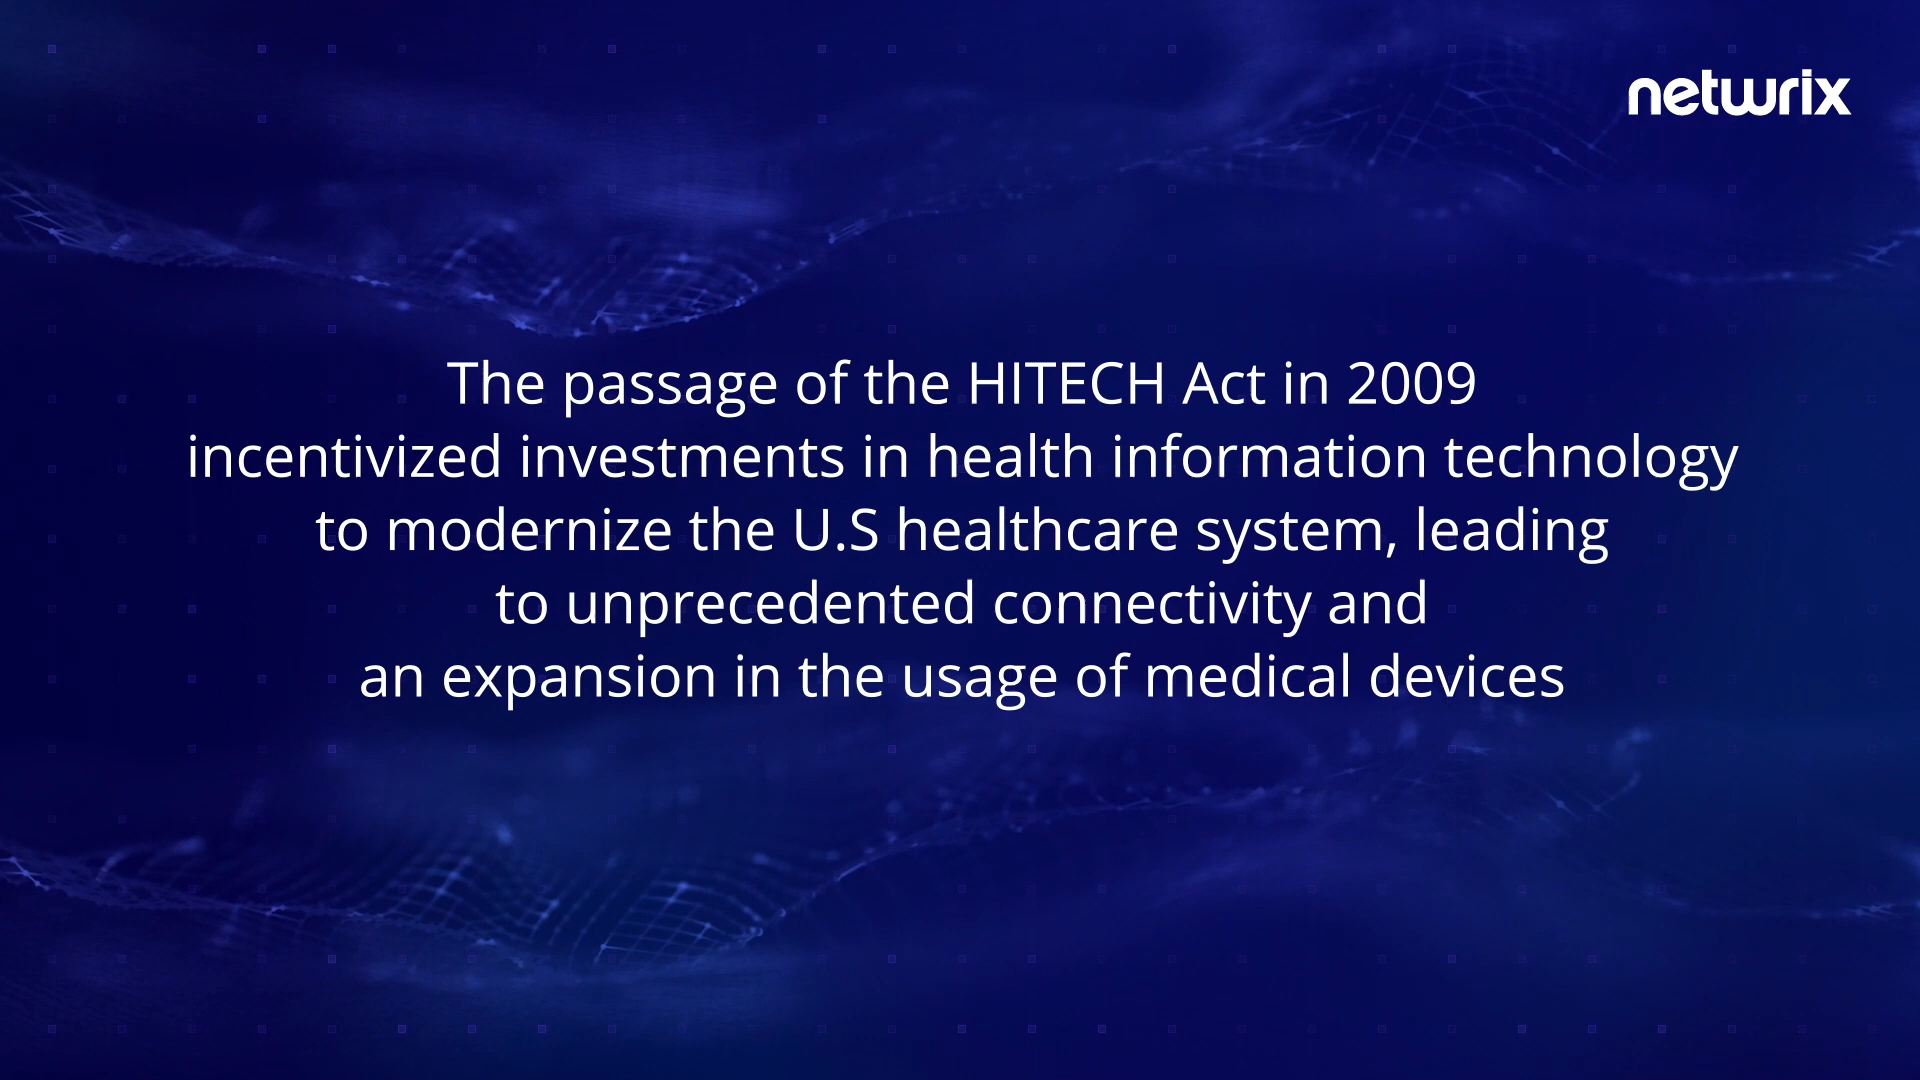 netwrix
The passage of the HITECH Act in 2009
incentivized investments in health information technology
to modernize the U.S healthcare system, leading
to unprecedented connectivity and
an expansion in the usage of medical devices